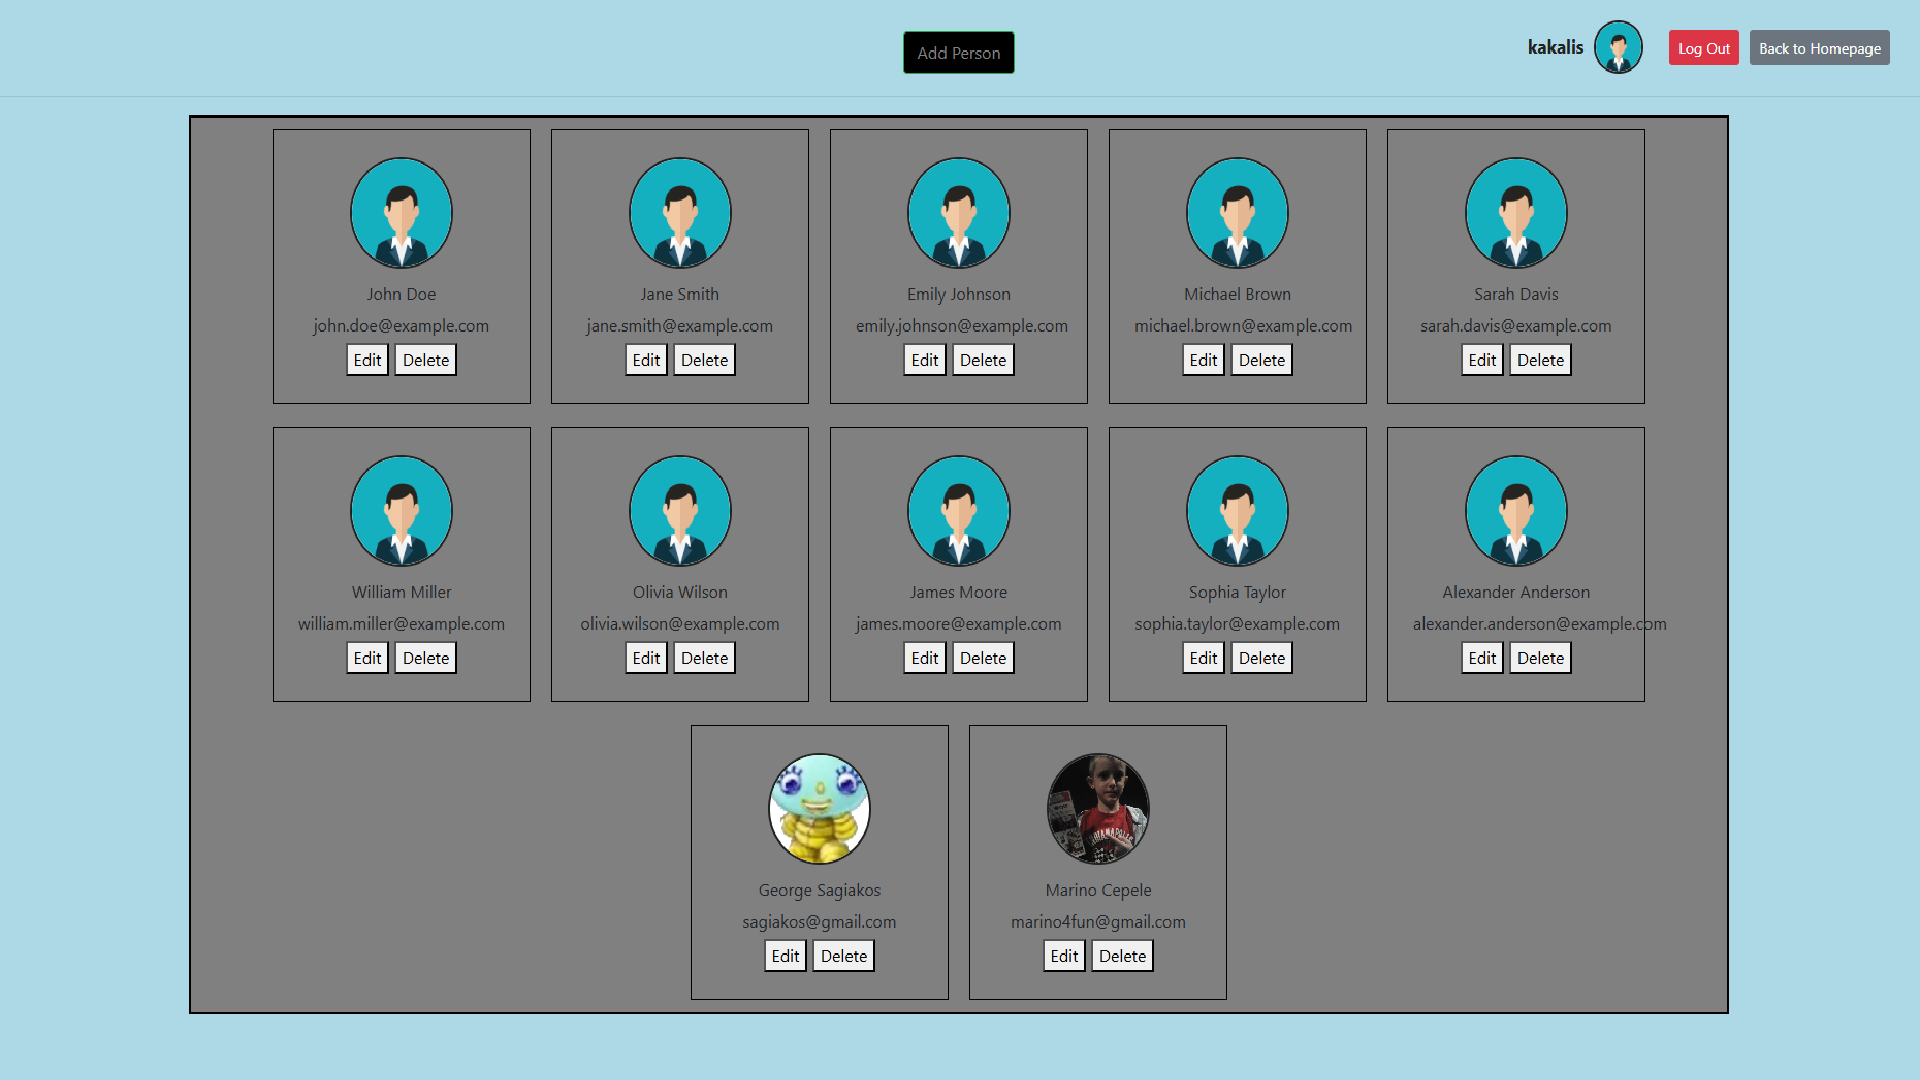 Add Person
kakalis
Log Out
Back to Homepage
John Doe
john.doe@example.com
Edit Delete
Jane Smith
jane.smith@example.com
Edit Delete
Emily Johnson
emily.johnson@example.com
Edit Delete
Michael Brown
michael.brown@example.com
Edit Delete
Sarah Davis
sarah.davis@example.com
Edit Delete
William Miller
william.miller@example.com
Edit Delete
Olivia Wilson
olivia.wilson@example.com
Edit Delete
James Moore
james.moore@example.com
Edit Delete
Sophia Taylor
sophia.taylor@example.com
Edit Delete
Alexander Anderson
alexander.anderson@example.com
Edit Delete
George Sagiakos
sagiakos@gmail.com
Edit Delete
Marino Cepele
marino4fun@gmail.com
Edit Delete